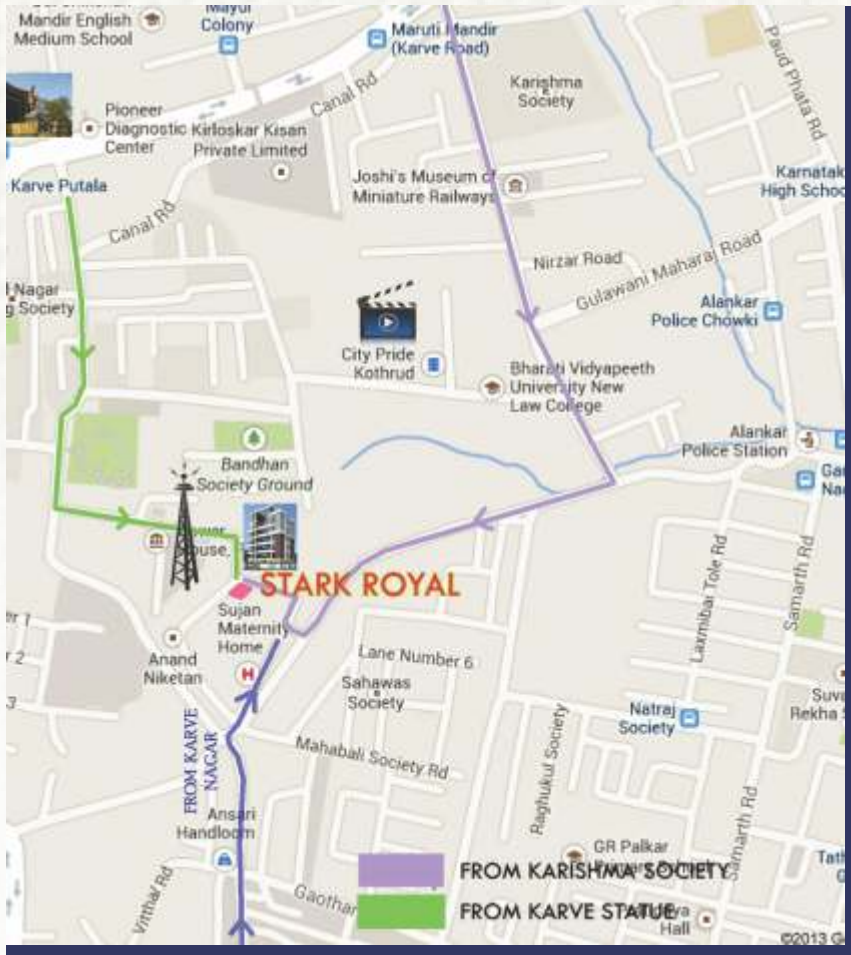 Mandir English
Medium School
Mayur
Colony
Maruti Mandir
(Karve Road)
Paud Phata Rd
Karishma
Society
Canal Rd
Pioneer
Diagnostic
Center
Kirloskar Kisan
Private Limited
Joshi's Museum of
Miniature Railways
Karve Putala
High School
Canal Rd
Nirzar Road
Gulawani Maharaj Road
Nagar
g Society
Alankar
Police Chowki
City Pride
Kothrud
Bharati Vidyapeeth
University New
Law College
Alankar
Police Station
Bandhan
Society Ground
STARK ROYAL
Laxmibai Tole Rd
Samarth Rd
Sujan
Maternity
Home
H
Anand
Niketan
Lane Number 6
Sahawas
Society
Natraj
Society
Rekha
FROM KARVE
NAGAR
Mahabali Society Rd
Raghukul Society
Ansari
Handloom
GR Palkar
Samarth Rd
Vitthal Rd
Gaothan
FROM KARISHMA SOCIETY
FROM KARVE STATUE
Hall
©2013